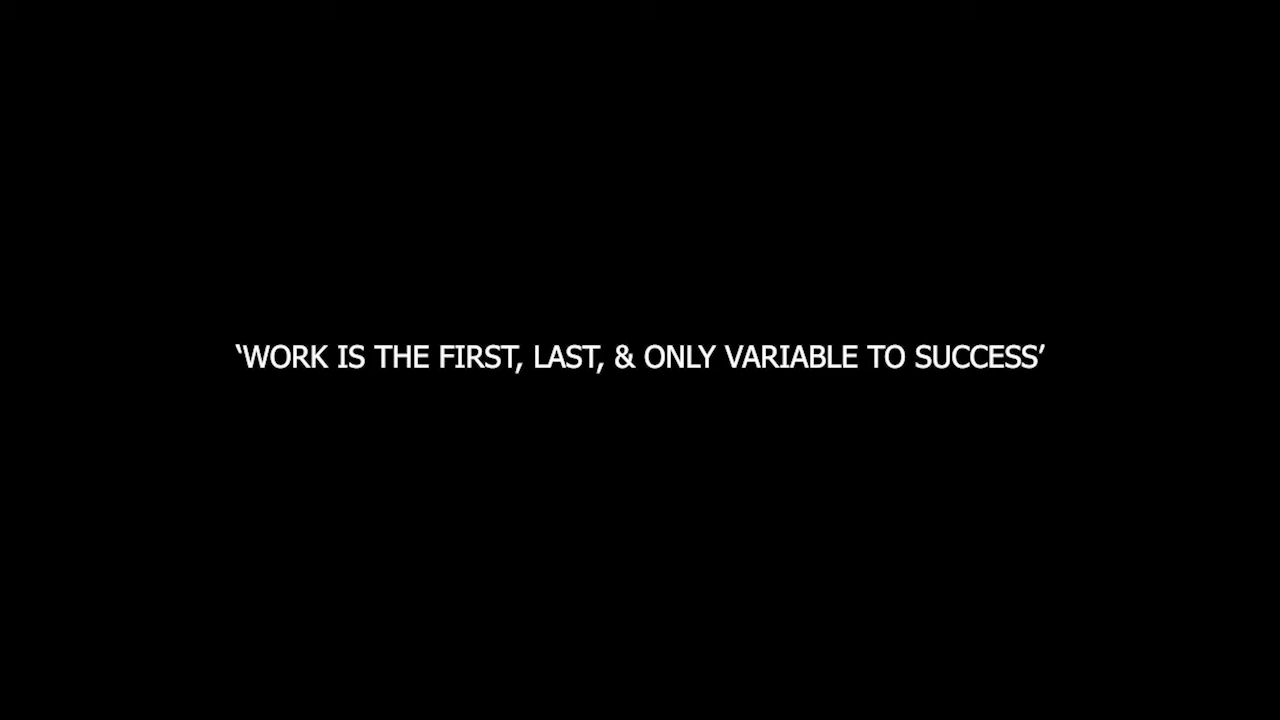 ‘WORK IS THE FIRST, LAST, & ONLY VARIABLE TO SUCCESS’